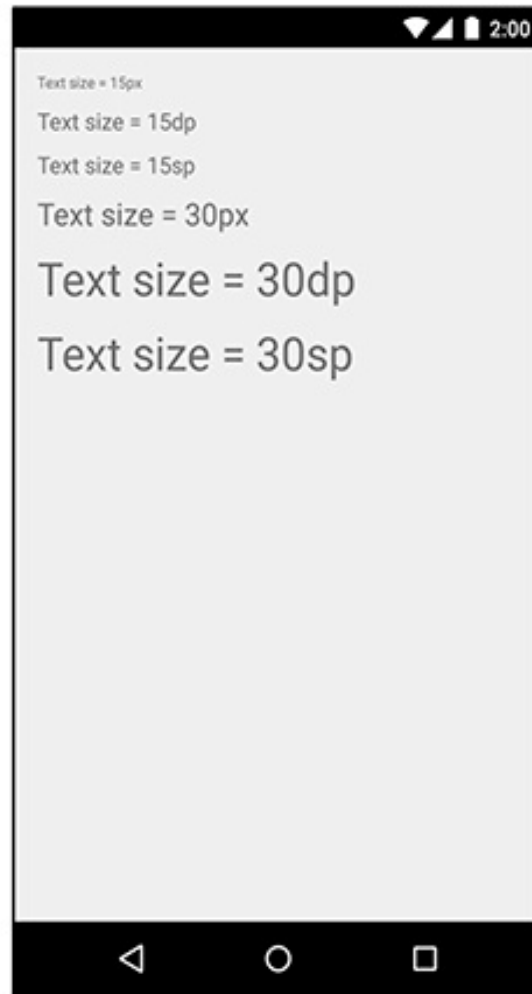 2:00
Text size = 15px
Text size = 15dp
Text size = 15sp
Text size = 30px
Text size = 30dp
Text size = 30sp